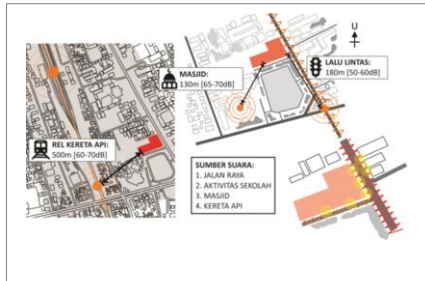 U
MASJID:
130m [65-70dB]
LALU LINTAS:
180m [50-60dB]
REL KERETA API:
500m [60-70dB]
SUMBER SUARA:
1. JALAN RAYA
2. AKTIVITAS SEKOLAH
3. MASJID
4. KERETA API